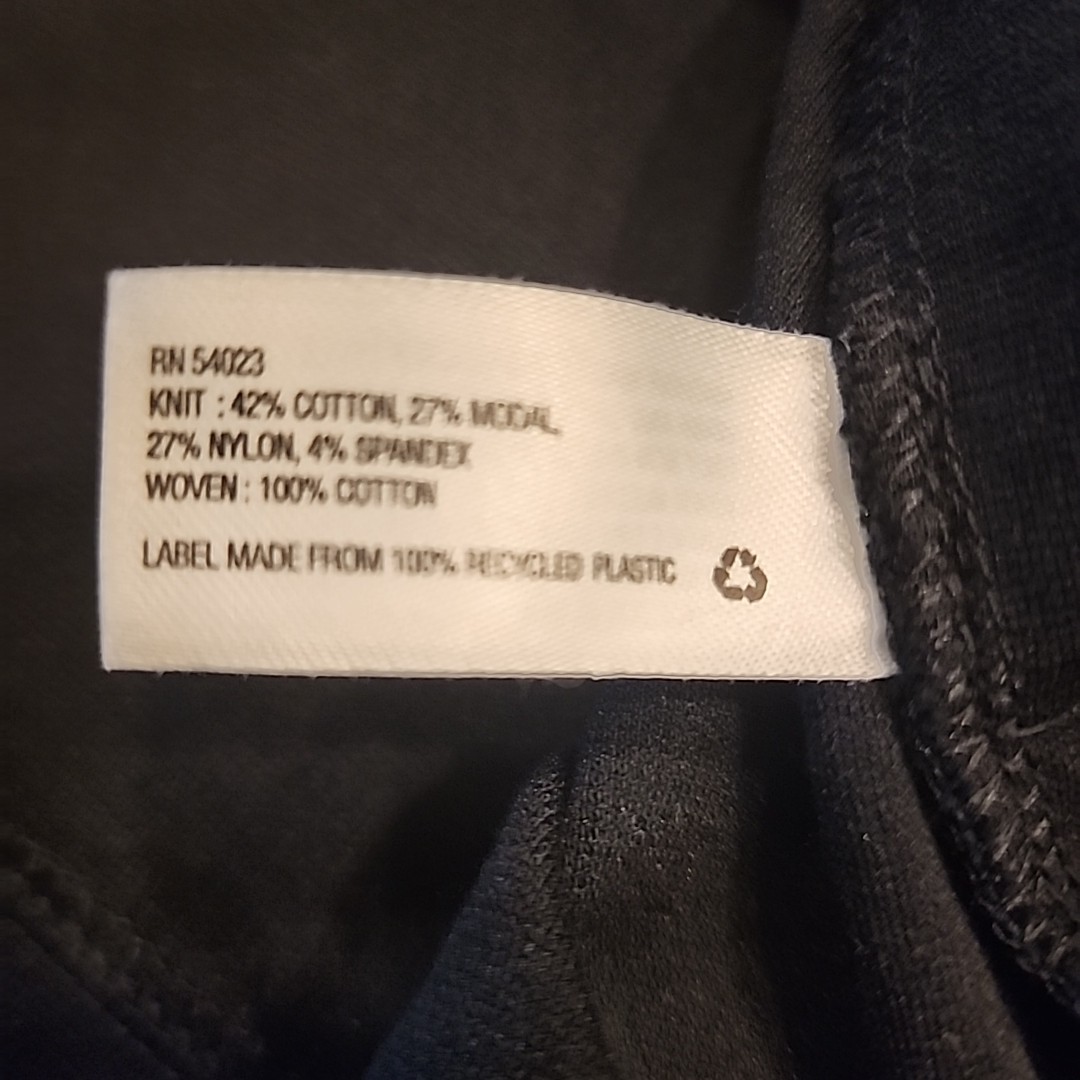 RN 54023
KNIT : 42% COTTON, 27% MODAL,
27% NYLON, 4% SPANDEX
WOVEN : 100% COTTON
LABEL MADE FROM 100% RECYCLED PLASTIC